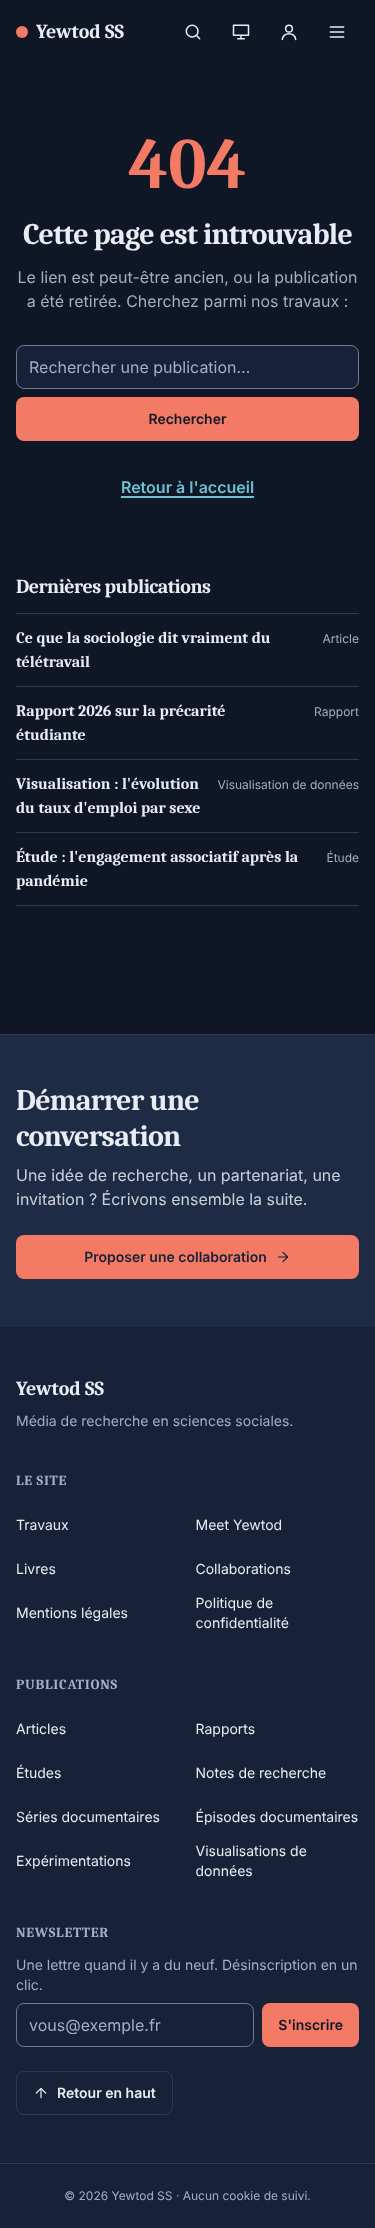 Yewtod SS
404
Cette page est introuvable
Le lien est peut-être ancien, ou la publication
a été retirée. Cherchez parmi nos travaux :
Rechercher une publication...
Rechercher
Retour à l'accueil
Dernières publications
Ce que la sociologie dit vraiment du
télétravail
Article
Rapport 2026 sur la précarité
étudiante
Rapport
Visualisation : l'évolution
du taux d'emploi par sexe
Visualisation de données
Étude : l'engagement associatif après la
pandémie
Étude
Démarrer une
conversation
Une idée de recherche, un partenariat, une
invitation ? Écrivons ensemble la suite.
Proposer une collaboration →
Yewtod SS
Média de recherche en sciences sociales.
LE SITE
Travaux
Meet Yewtod
Livres
Collaborations
Mentions légales
Politique de
confidentialité
PUBLICATIONS
Articles
Rapports
Études
Notes de recherche
Séries documentaires
Épisodes documentaires
Expérimentations
Visualisations de
données
NEWSLETTER
Une lettre quand il y a du neuf. Désinscription en un
clic.
vous@exemple.fr
S'inscrire
↑ Retour en haut
© 2026 Yewtod SS · Aucun cookie de suivi.